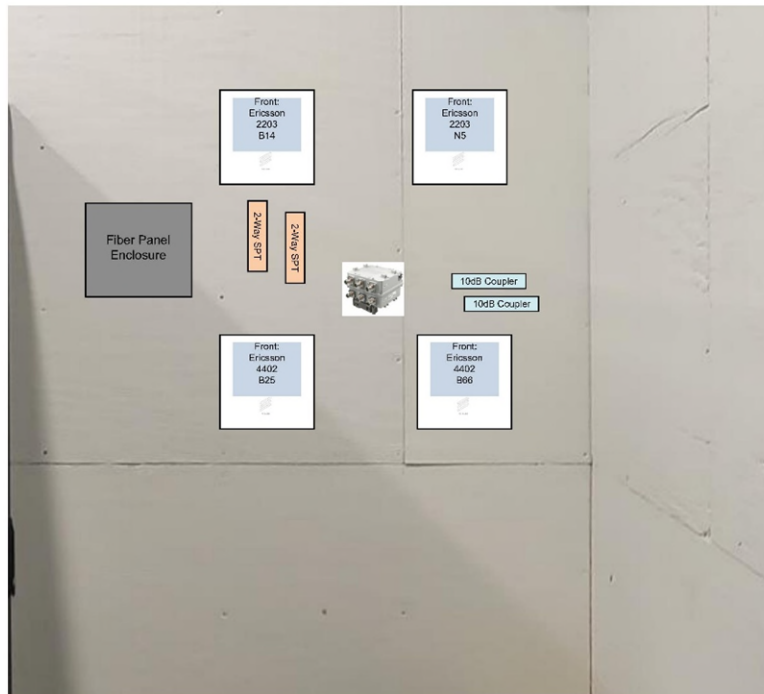 Front:
Ericsson
2203
B14
Front:
Ericsson
2203
N5
Fiber Panel
Enclosure
2-Way SPT
2-Way SPT
10dB Coupler
10dB Coupler
Front:
Ericsson
4402
B25
Front:
Ericsson
4402
B66